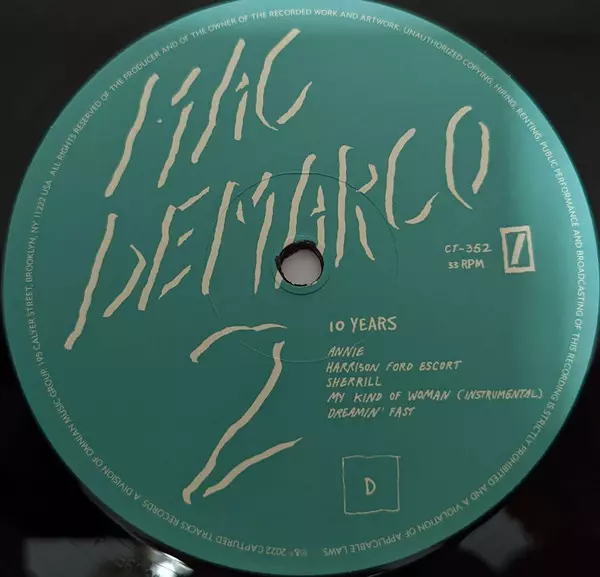 MAC
DEMARCO
2
CT-352
33 RPM
10 YEARS
ANNIE
HARRISON FORD ESCORT
SHERRILL
MY KIND OF WOMAN (INSTRUMENTAL)
DREAMIN' FAST
D
℗&© 2022 CAPTURED TRACKS RECORDS A DIVISION OF OMNIAN MUSIC GROUP 195 CALYER STREET, BROOKLYN, NY 11222 USA. ALL RIGHTS RESERVED OF THE PRODUCER AND OF THE OWNER OF THE RECORDED WORK AND ARTWORK. UNAUTHORIZED COPYING, HIRING, RENTING, PUBLIC PERFORMANCE AND BROADCASTING OF THIS RECORDING IS STRICTLY PROHIBITED AND A VIOLATION OF APPLICABLE LAWS.